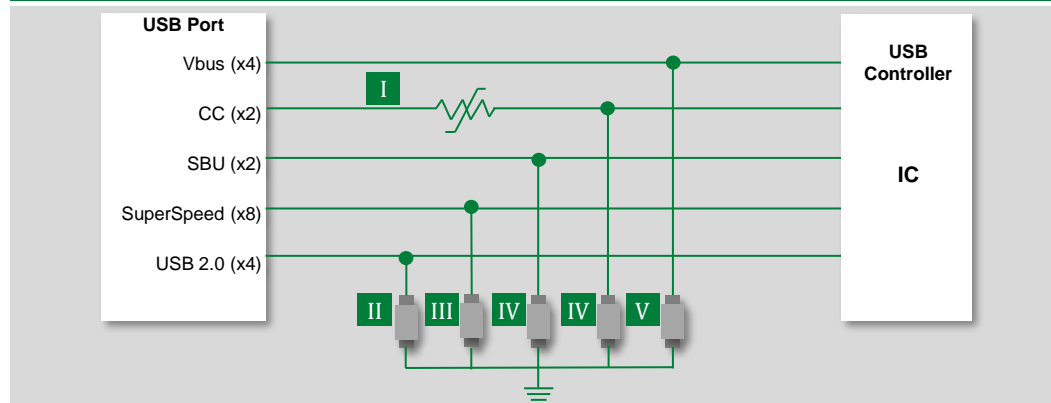 USB Port
Vbus (x4)
CC (x2)
SBU (x2)
SuperSpeed (x8)
USB 2.0 (x4)
I
II
III
IV
IV
V
USB
Controller
IC